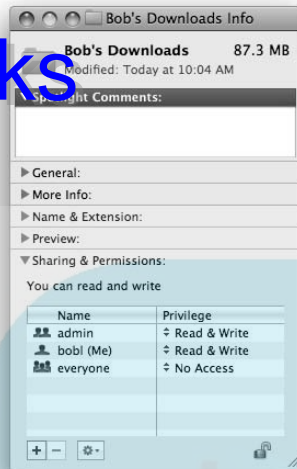 Bob's Downloads Info
Bob's Downloads 87.3 MB
Modified: Today at 10:04 AM
ks
Spotlight Comments:
General:
More Info:
Name & Extension:
Preview:
Sharing & Permissions:
You can read and write
Name Privilege
admin Read & Write
bobl (Me) Read & Write
everyone No Access